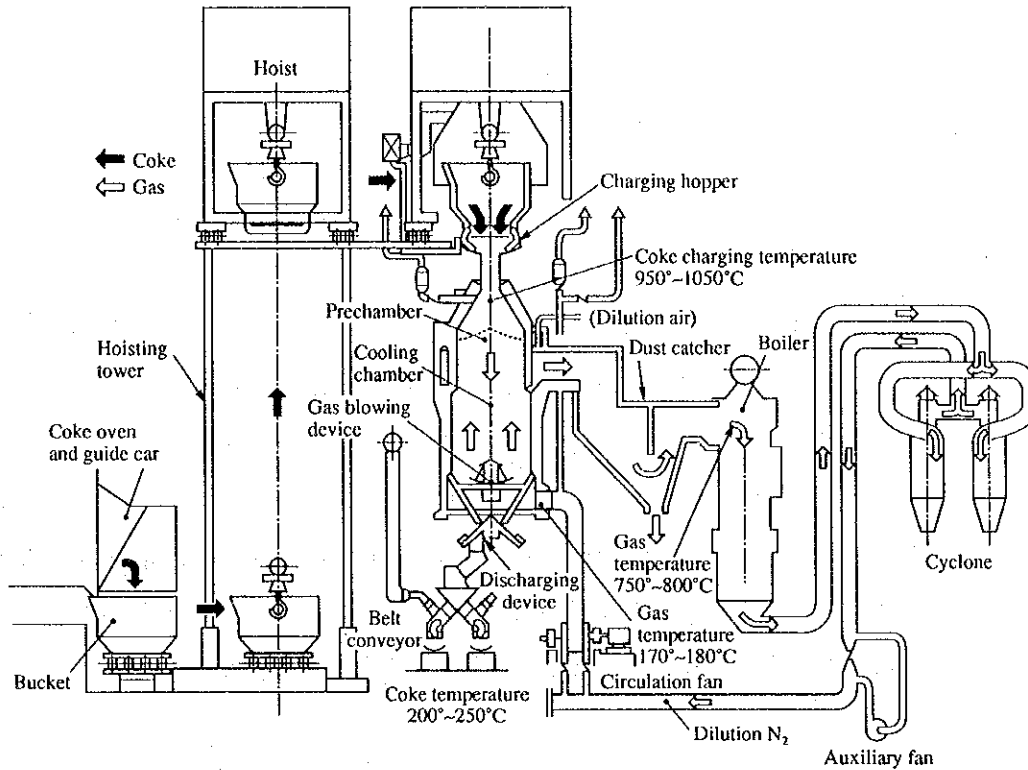 Hoist
Coke
Gas
Charging hopper
Coke charging temperature
950°~1050°C
Prechamber
(Dilution air)
Cooling
chamber
Dust catcher
Boiler
Hoisting
tower
Gas blowing
device
Coke oven
and guide car
Gas
temperature
750°~800°C
Cyclone
Discharging
device
Belt
conveyor
Gas
temperature
170°~180°C
Bucket
Coke temperature
200°~250°C
Circulation fan
Dilution N₂
Auxiliary fan